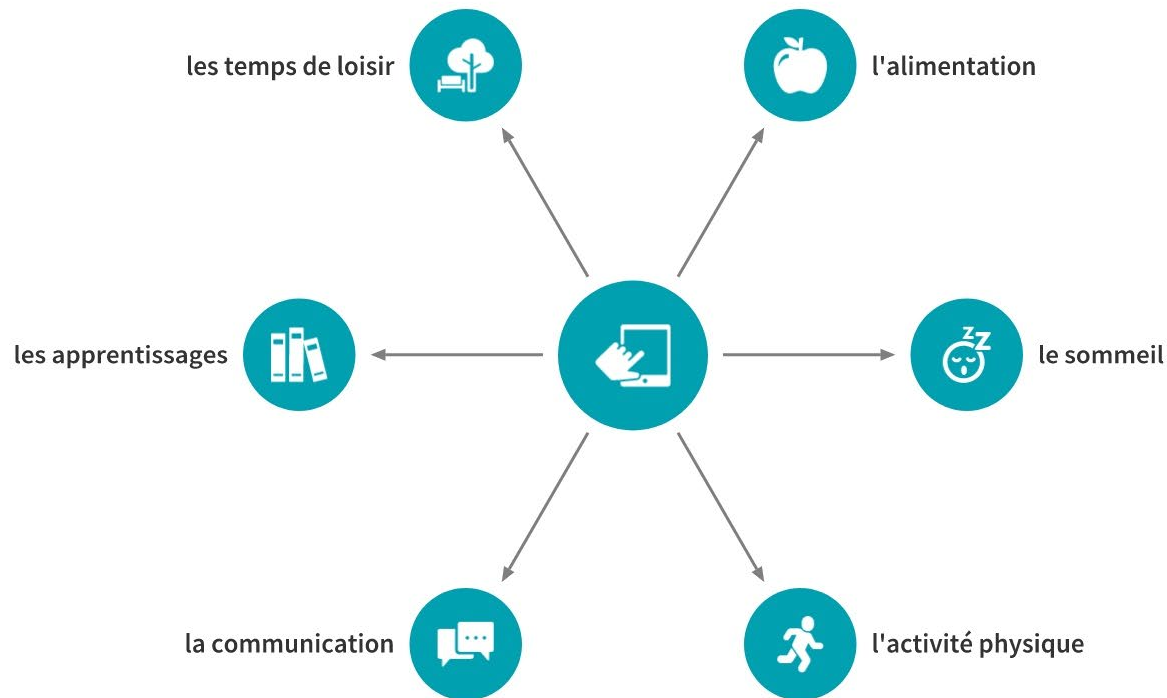 les temps de loisir
l'alimentation
les apprentissages
le sommeil
la communication
l'activité physique